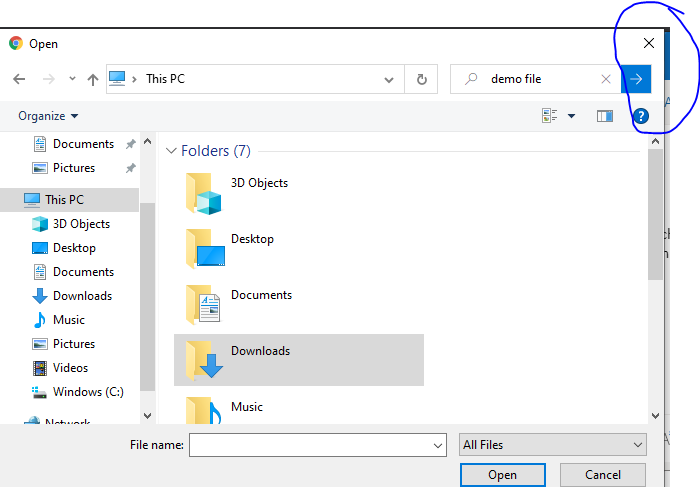 Open
This PC
demo file
Organize
?
Documents
Pictures
This PC
3D Objects
Desktop
Documents
Downloads
Music
Pictures
Videos
Windows (C:)
Network
Folders (7)
3D Objects
Desktop
Documents
Downloads
Music
File name:
All Files
Open
Cancel